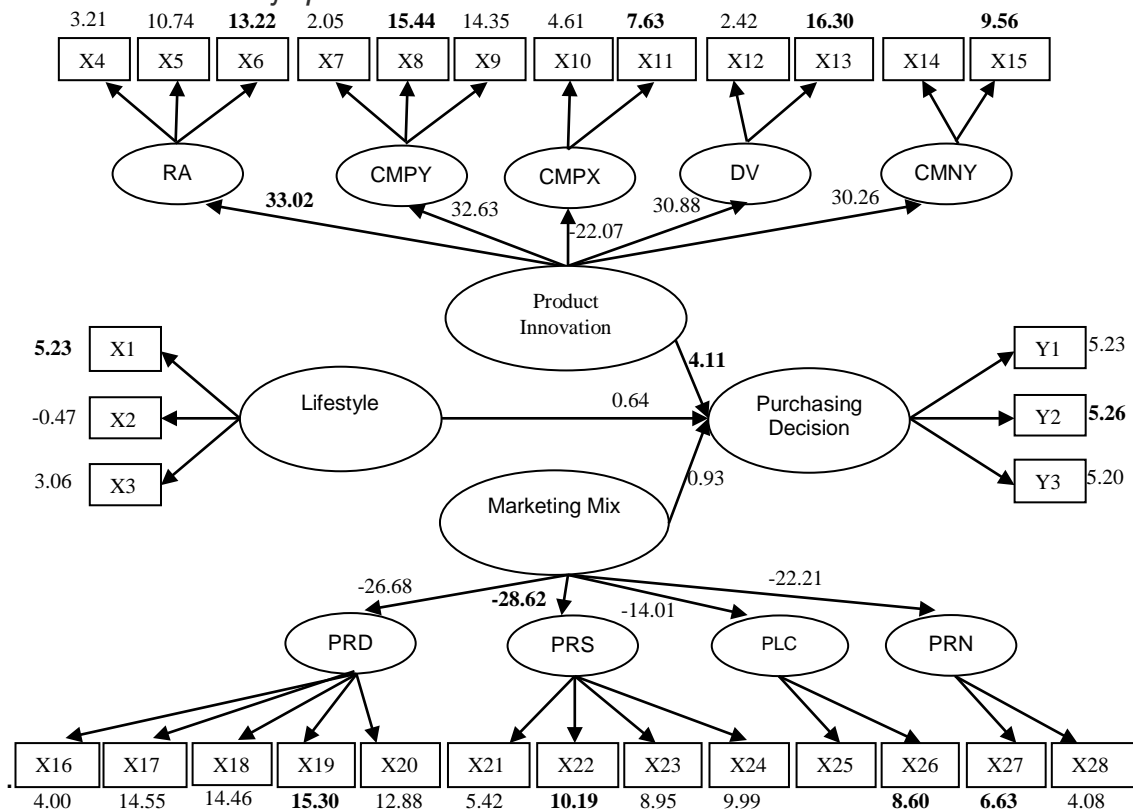 3.21 10.74 13.22 2.05 15.44 14.35 4.61 7.63 2.42 16.30 9.56
X4 X5 X6 X7 X8 X9 X10 X11 X12 X13 X14 X15
RA CMPY CMPX DV CMNY
33.02 32.63 -22.07 30.88 30.26
Product
Innovation
5.23 X1
4.11
Y1 5.23
Lifestyle
0.64
Purchasing
Decision
-0.47 X2
Y2 5.26
3.06 X3
0.93
Y3 5.20
Marketing Mix
-26.68 -28.62 -14.01 -22.21
PRD PRS PLC PRN
X16 X17 X18 X19 X20 X21 X22 X23 X24 X25 X26 X27 X28
4.00 14.55 14.46 15.30 12.88 5.42 10.19 8.95 9.99 8.60 6.63 4.08